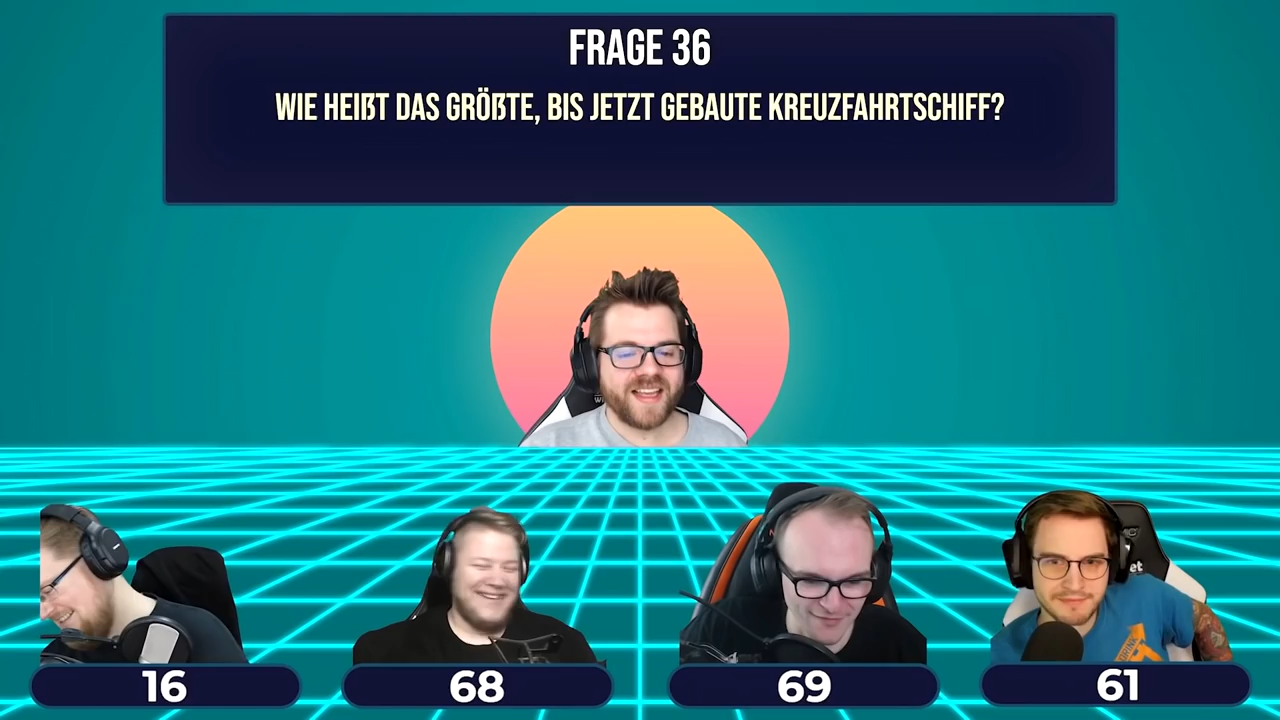 FRAGE 36
WIE HEIẞT DAS GRÖẞTE, BIS JETZT GEBAUTE KREUZFAHRTSCHIFF?
16
68
69
61